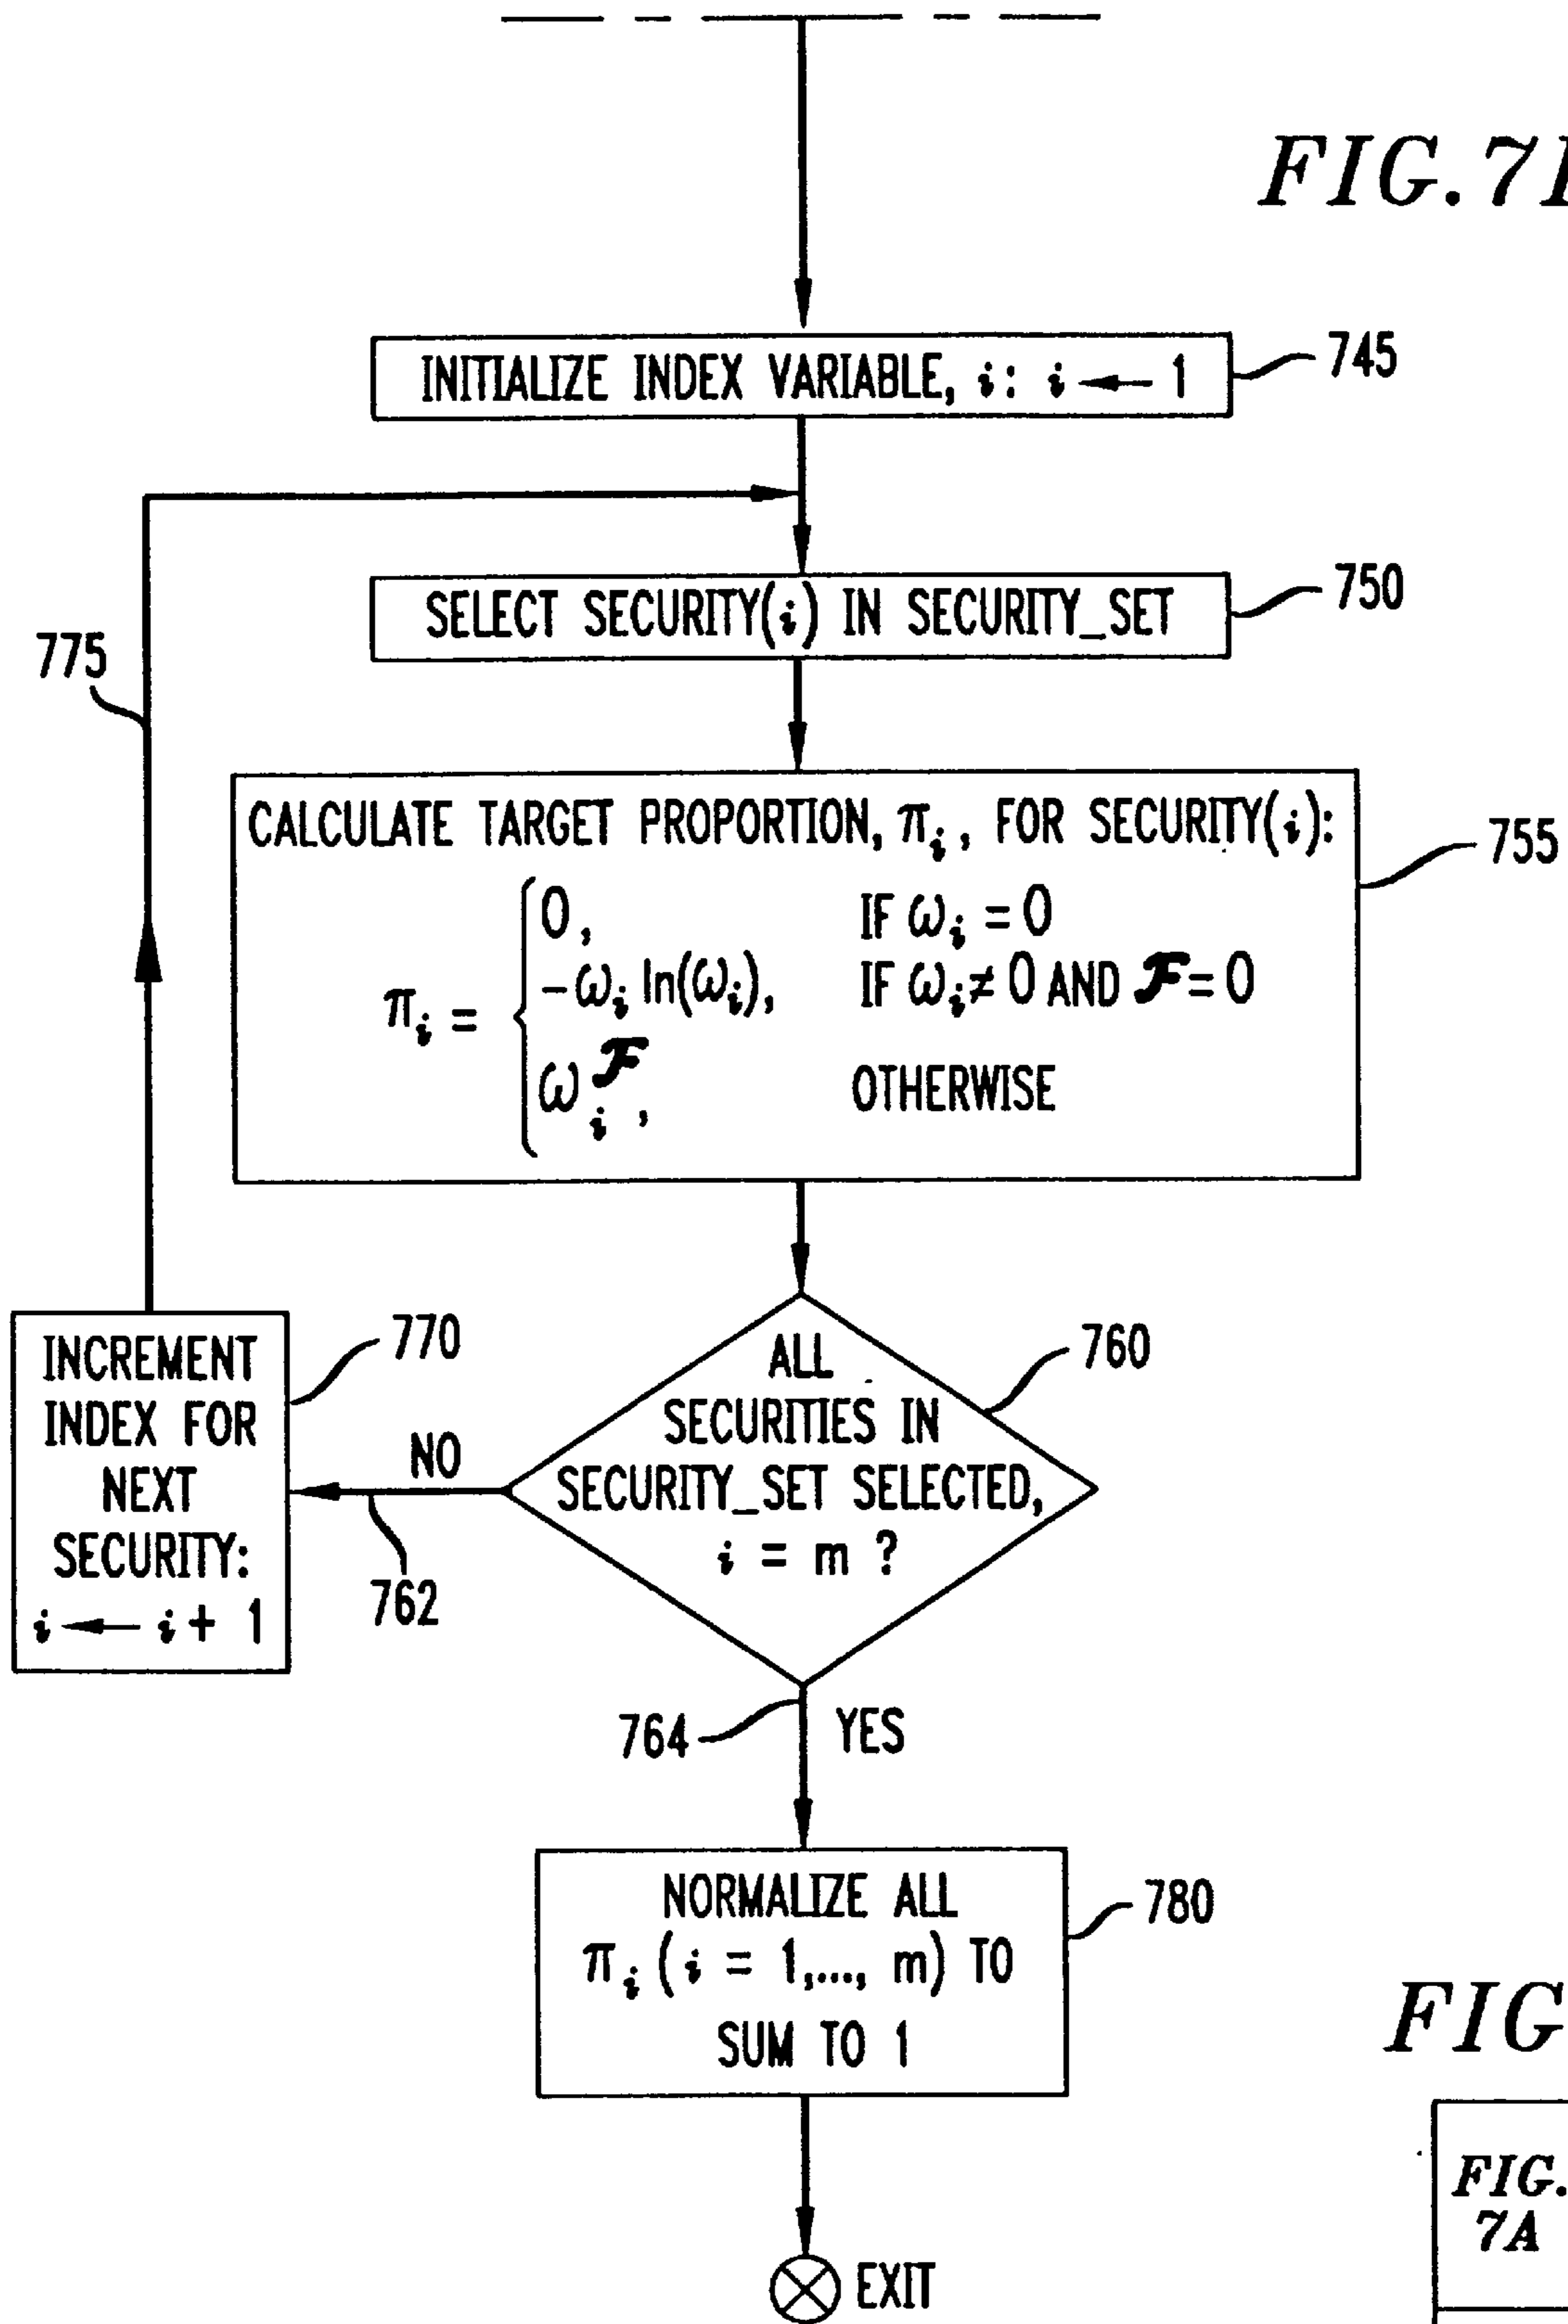 FIG. 7
INITIALIZE INDEX VARIABLE, i: i ← 1
745
SELECT SECURITY(i) IN SECURITY_SET
750
775
CALCULATE TARGET PROPORTION, πi, FOR SECURITY(i):
755
πi = { 0, IF ωi = 0
-ωi ln(ωi), IF ωi ≠ 0 AND 𝓕 = 0
ωi^𝓕, OTHERWISE
INCREMENT
INDEX FOR
NEXT
SECURITY:
i ← i + 1
770
NO
762
ALL
SECURITIES IN
SECURITY_SET SELECTED,
i = m ?
760
764
YES
NORMALIZE ALL
πi (i = 1,..., m) TO
SUM TO 1
780
EXIT
FIG
FIG.
7A